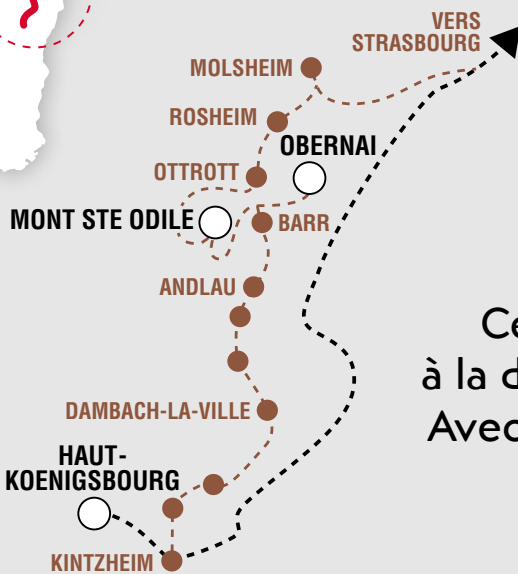 VERS
STRASBOURG
MOLSHEIM
ROSHEIM
OBERNAI
OTTROTT
MONT STE ODILE
BARR
ANDLAU
Ce
à la d
Avec
DAMBACH-LA-VILLE
HAUT-
KOENIGSBOURG
KINTZHEIM